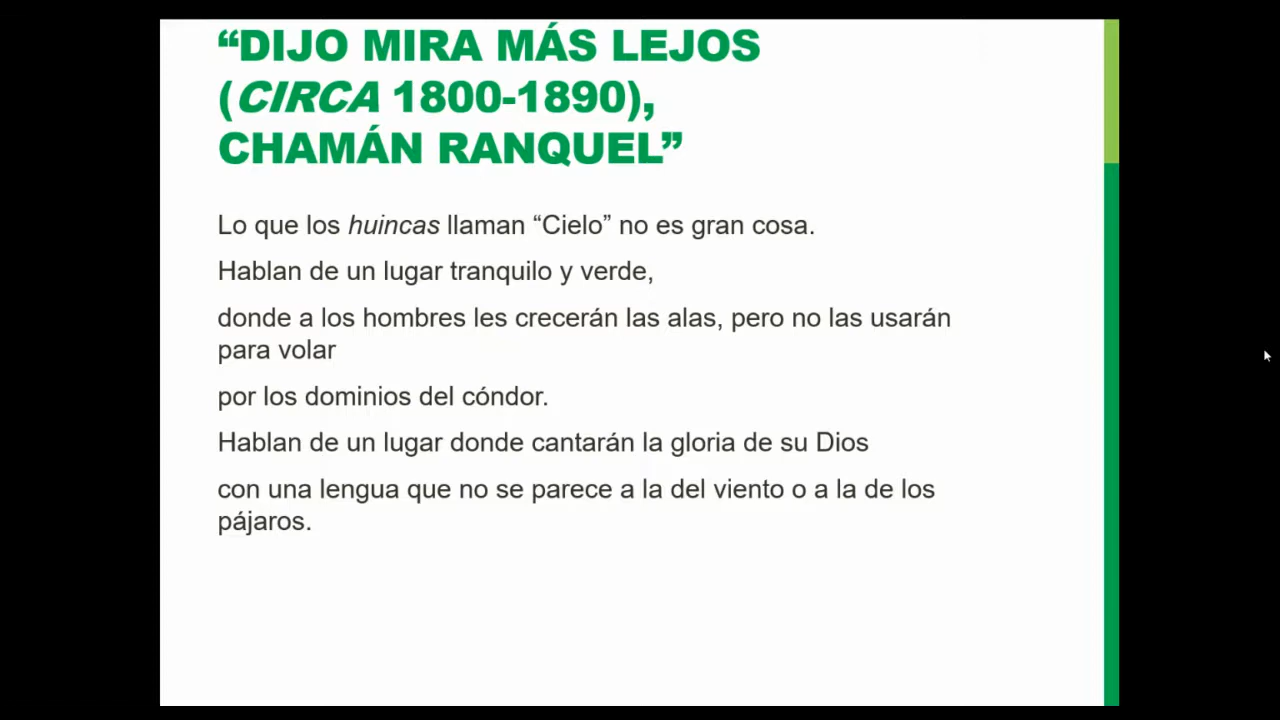 “DIJO MIRA MÁS LEJOS
(CIRCA 1800-1890),
CHAMÁN RANQUEL”
Lo que los huincas llaman “Cielo” no es gran cosa.
Hablan de un lugar tranquilo y verde,
donde a los hombres les crecerán las alas, pero no las usarán
para volar
por los dominios del cóndor.
Hablan de un lugar donde cantarán la gloria de su Dios
con una lengua que no se parece a la del viento o a la de los
pájaros.